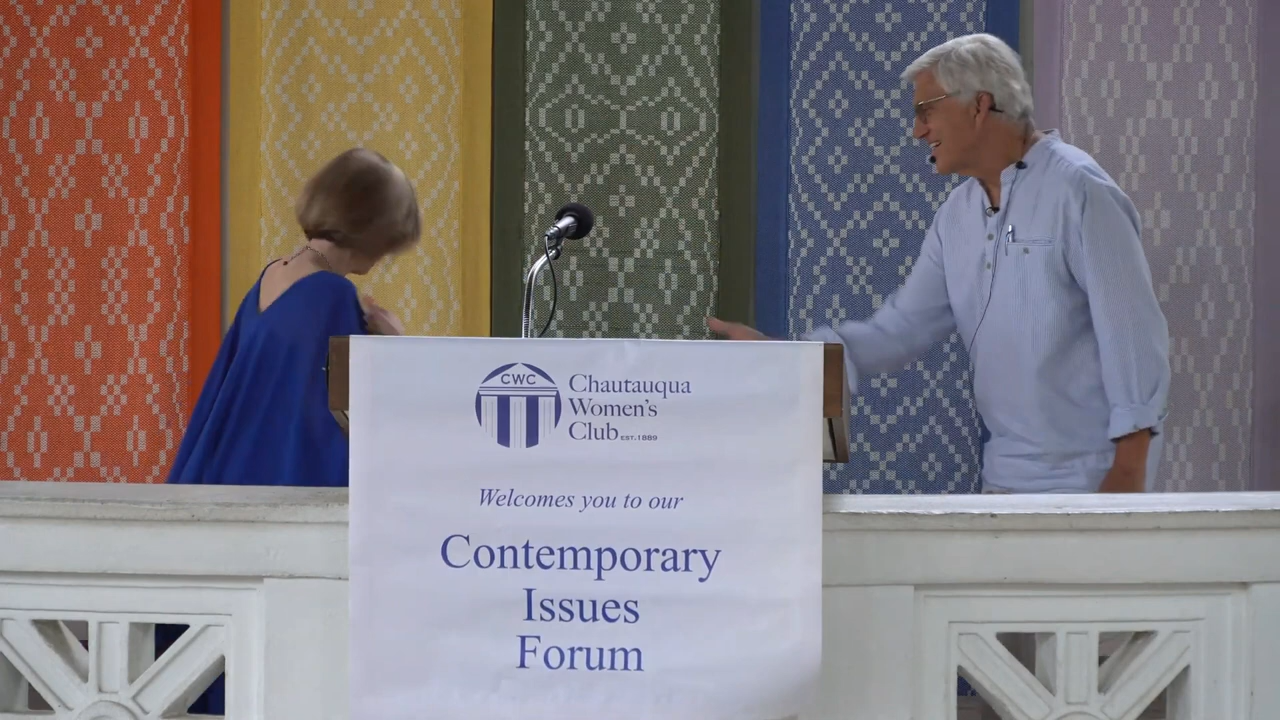 CWC
Chautauqua
Women's
Club EST.1889
Welcomes you to our
Contemporary
Issues
Forum